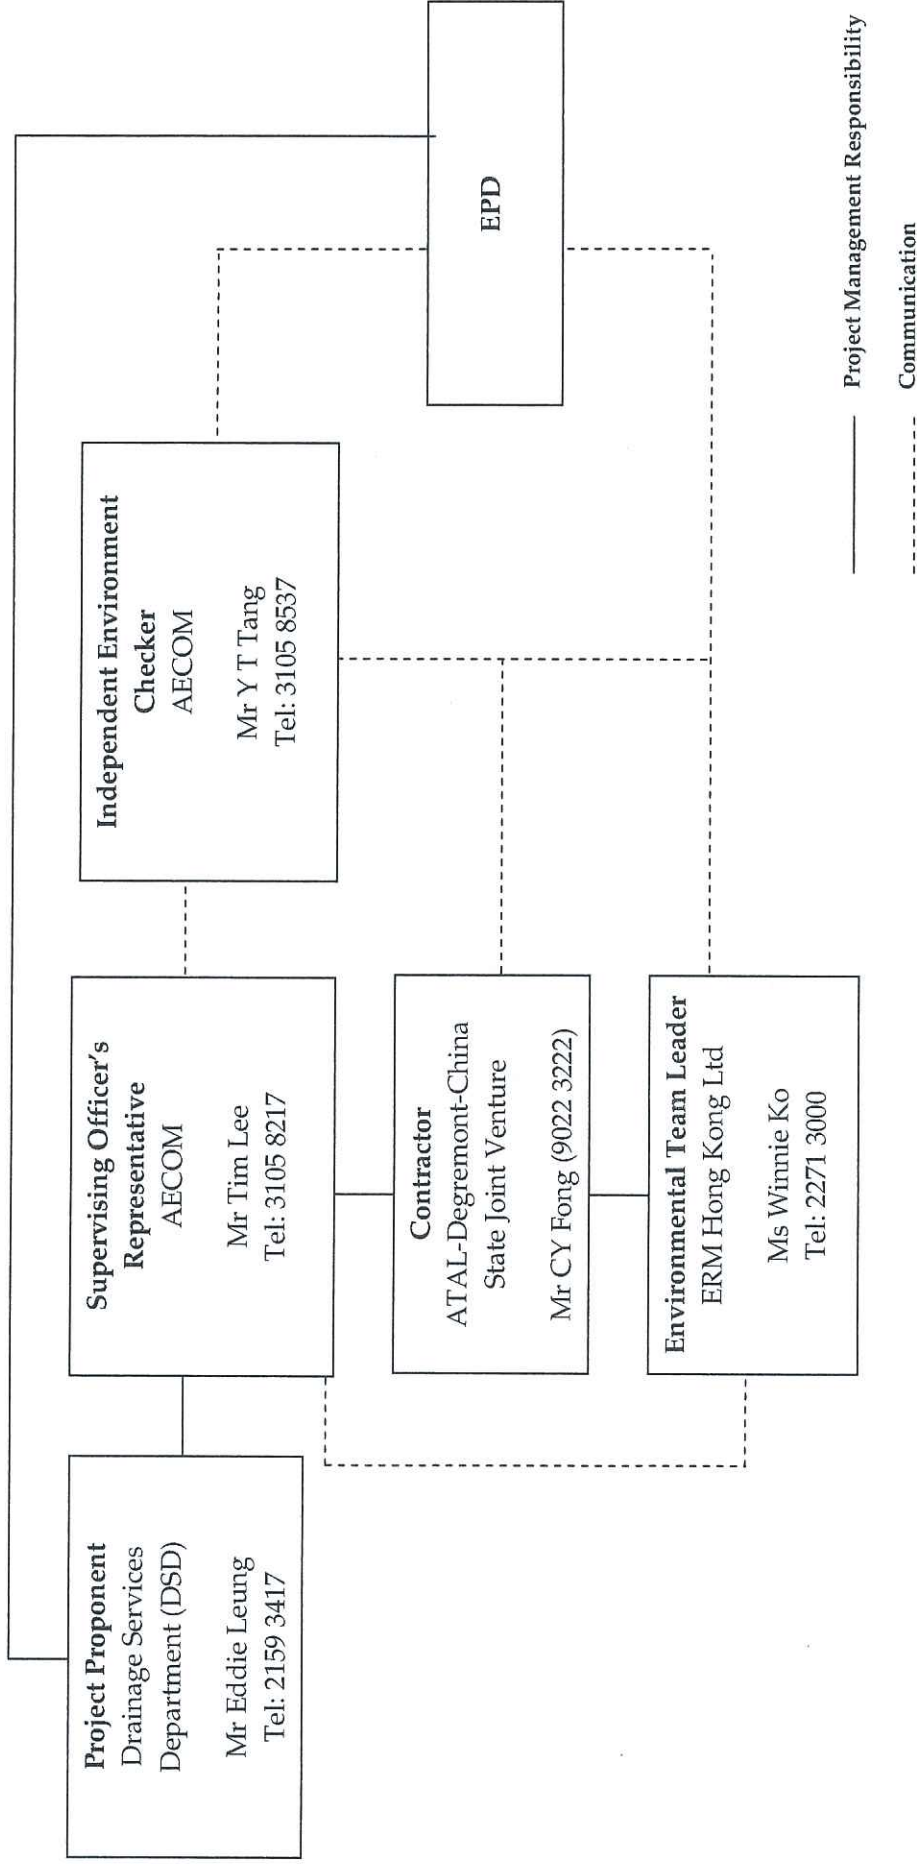 Project Proponent
Drainage Services
Department (DSD)
Mr Eddie Leung
Tel: 2159 3417
Supervising Officer's
Representative
AECOM
Mr Tim Lee
Tel: 3105 8217
Independent Environment
Checker
AECOM
Mr Y T Tang
Tel: 3105 8537
EPD
Contractor
ATAL-Degremont-China
State Joint Venture
Mr CY Fong (9022 3222)
Environmental Team Leader
ERM Hong Kong Ltd
Ms Winnie Ko
Tel: 2271 3000
Project Management Responsibility
Communication